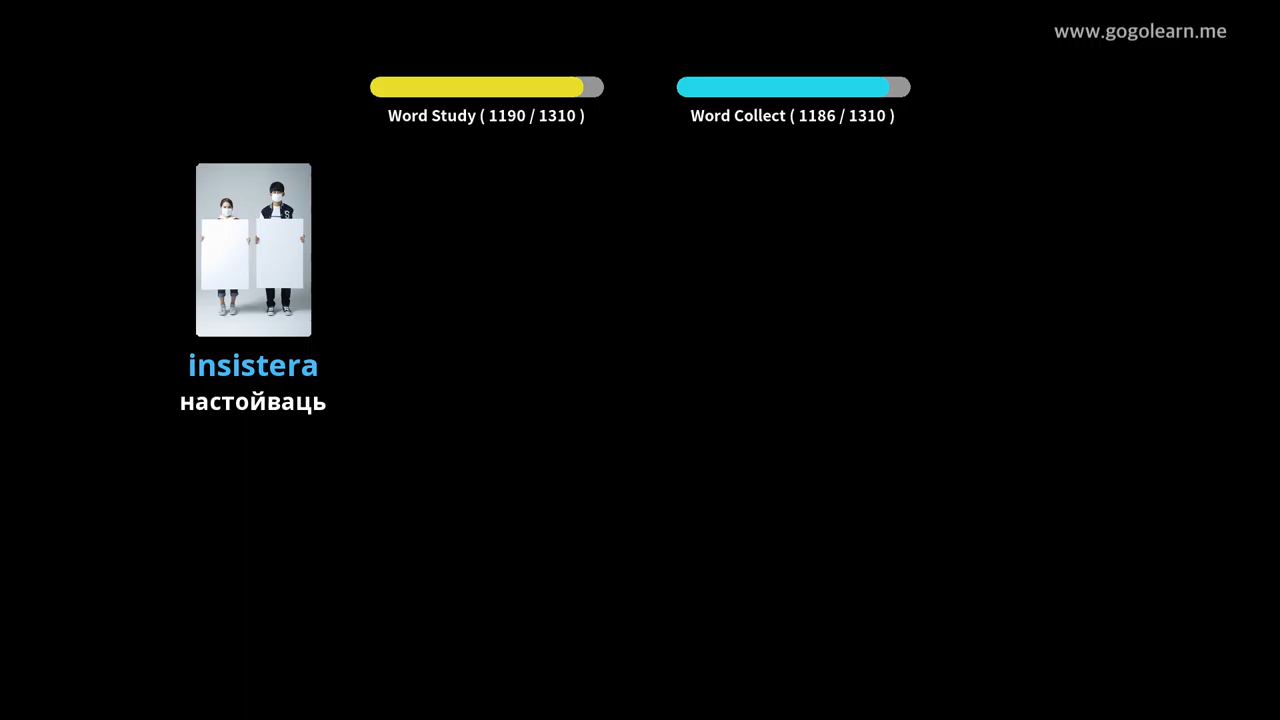 www.gogolearn.me
Word Study ( 1190 / 1310 )
Word Collect ( 1186 / 1310 )
insistera
настойваць